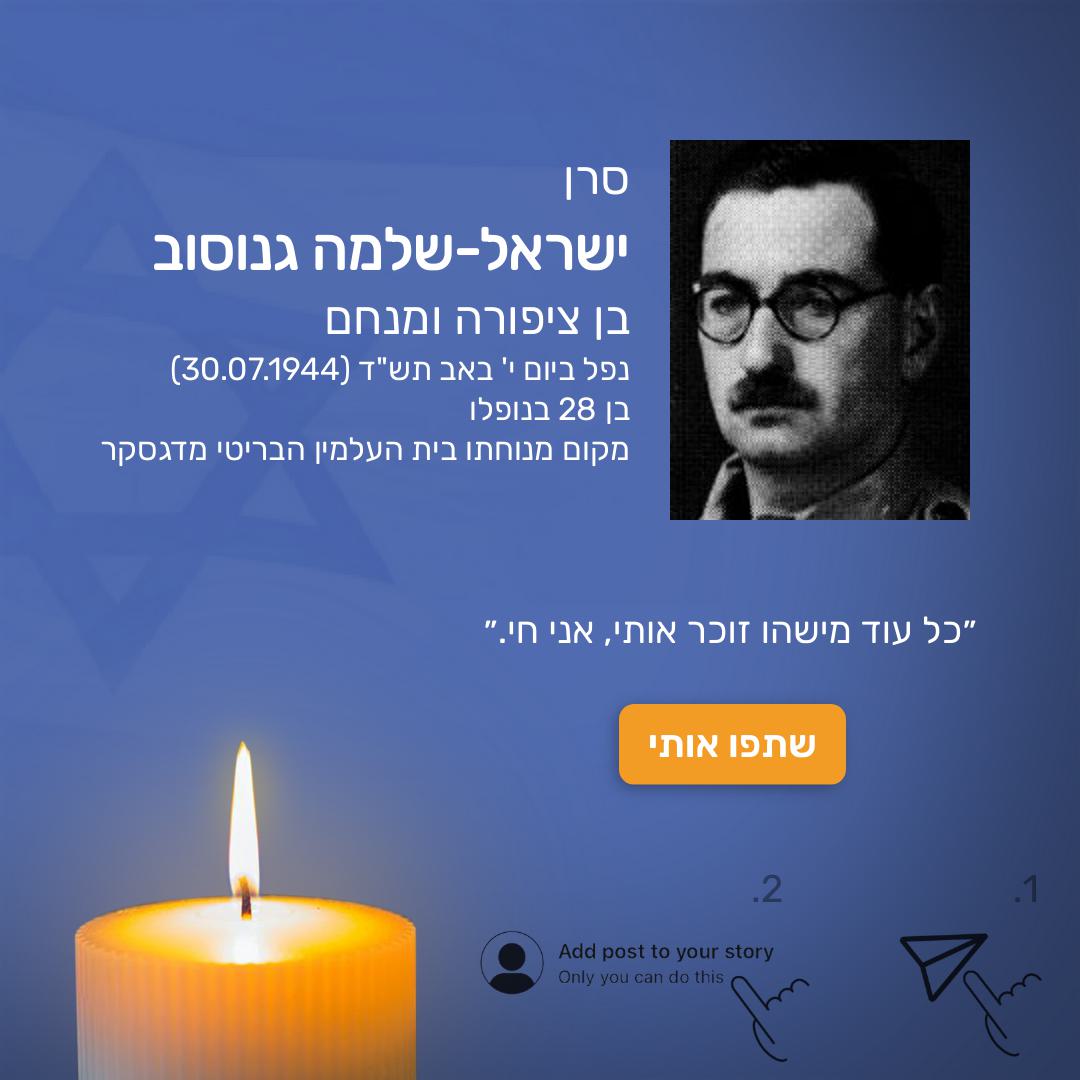 סרן
ישראל-שלמה גנוסוב
בן ציפורה ומנחם
נפל ביום י' באב תש"ד (30.07.1944)
בן 28 בנופלו
מקום מנוחתו בית העלמין הבריטי מדגסקר
״כל עוד מישהו זוכר אותי, אני חי.״
שתפו אותי
1.
2.
Add post to your story
Only you can do this